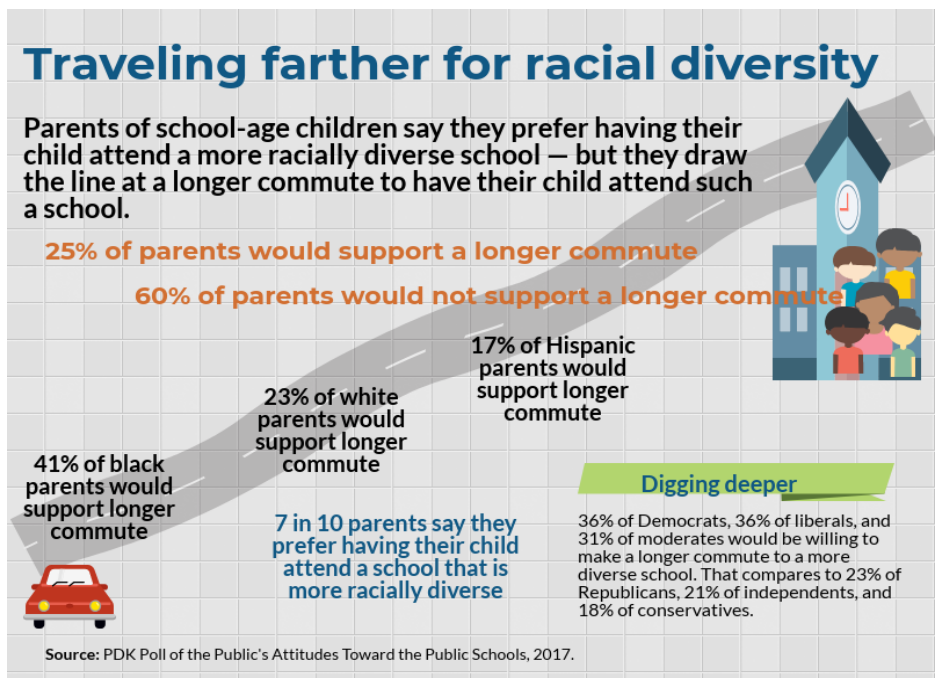 Traveling farther for racial diversity
Parents of school-age children say they prefer having their
child attend a more racially diverse school — but they draw
the line at a longer commute to have their child attend such
a school.
25% of parents would support a longer commute
60% of parents would not support a longer commute
17% of Hispanic
parents would
support longer
commute
23% of white
parents would
support longer
commute
41% of black
parents would
support longer
commute
7 in 10 parents say they
prefer having their child
attend a school that is
more racially diverse
Digging deeper
36% of Democrats, 36% of liberals, and
31% of moderates would be willing to
make a longer commute to a more
diverse school. That compares to 23% of
Republicans, 21% of independents, and
18% of conservatives.
Source: PDK Poll of the Public's Attitudes Toward the Public Schools, 2017.